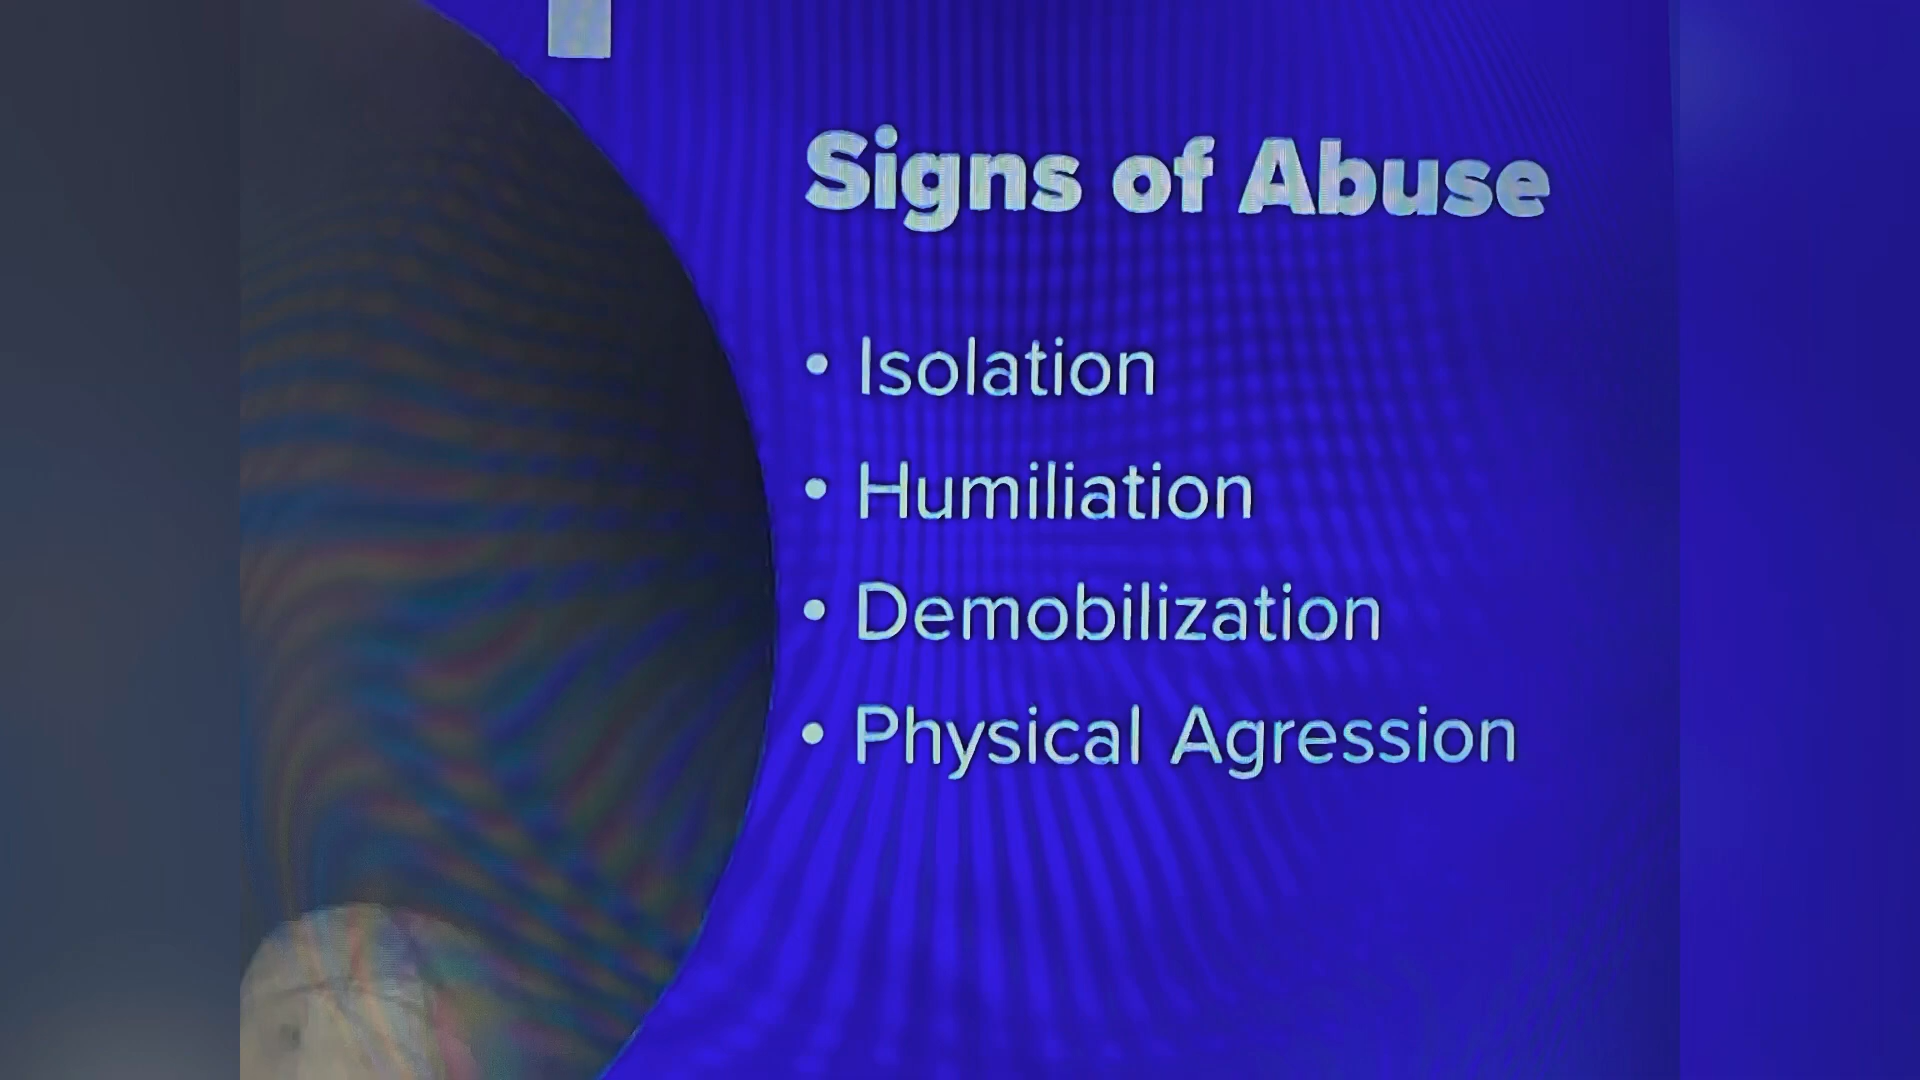 Signs of Abuse
• Isolation
• Humiliation
• Demobilization
• Physical Agression